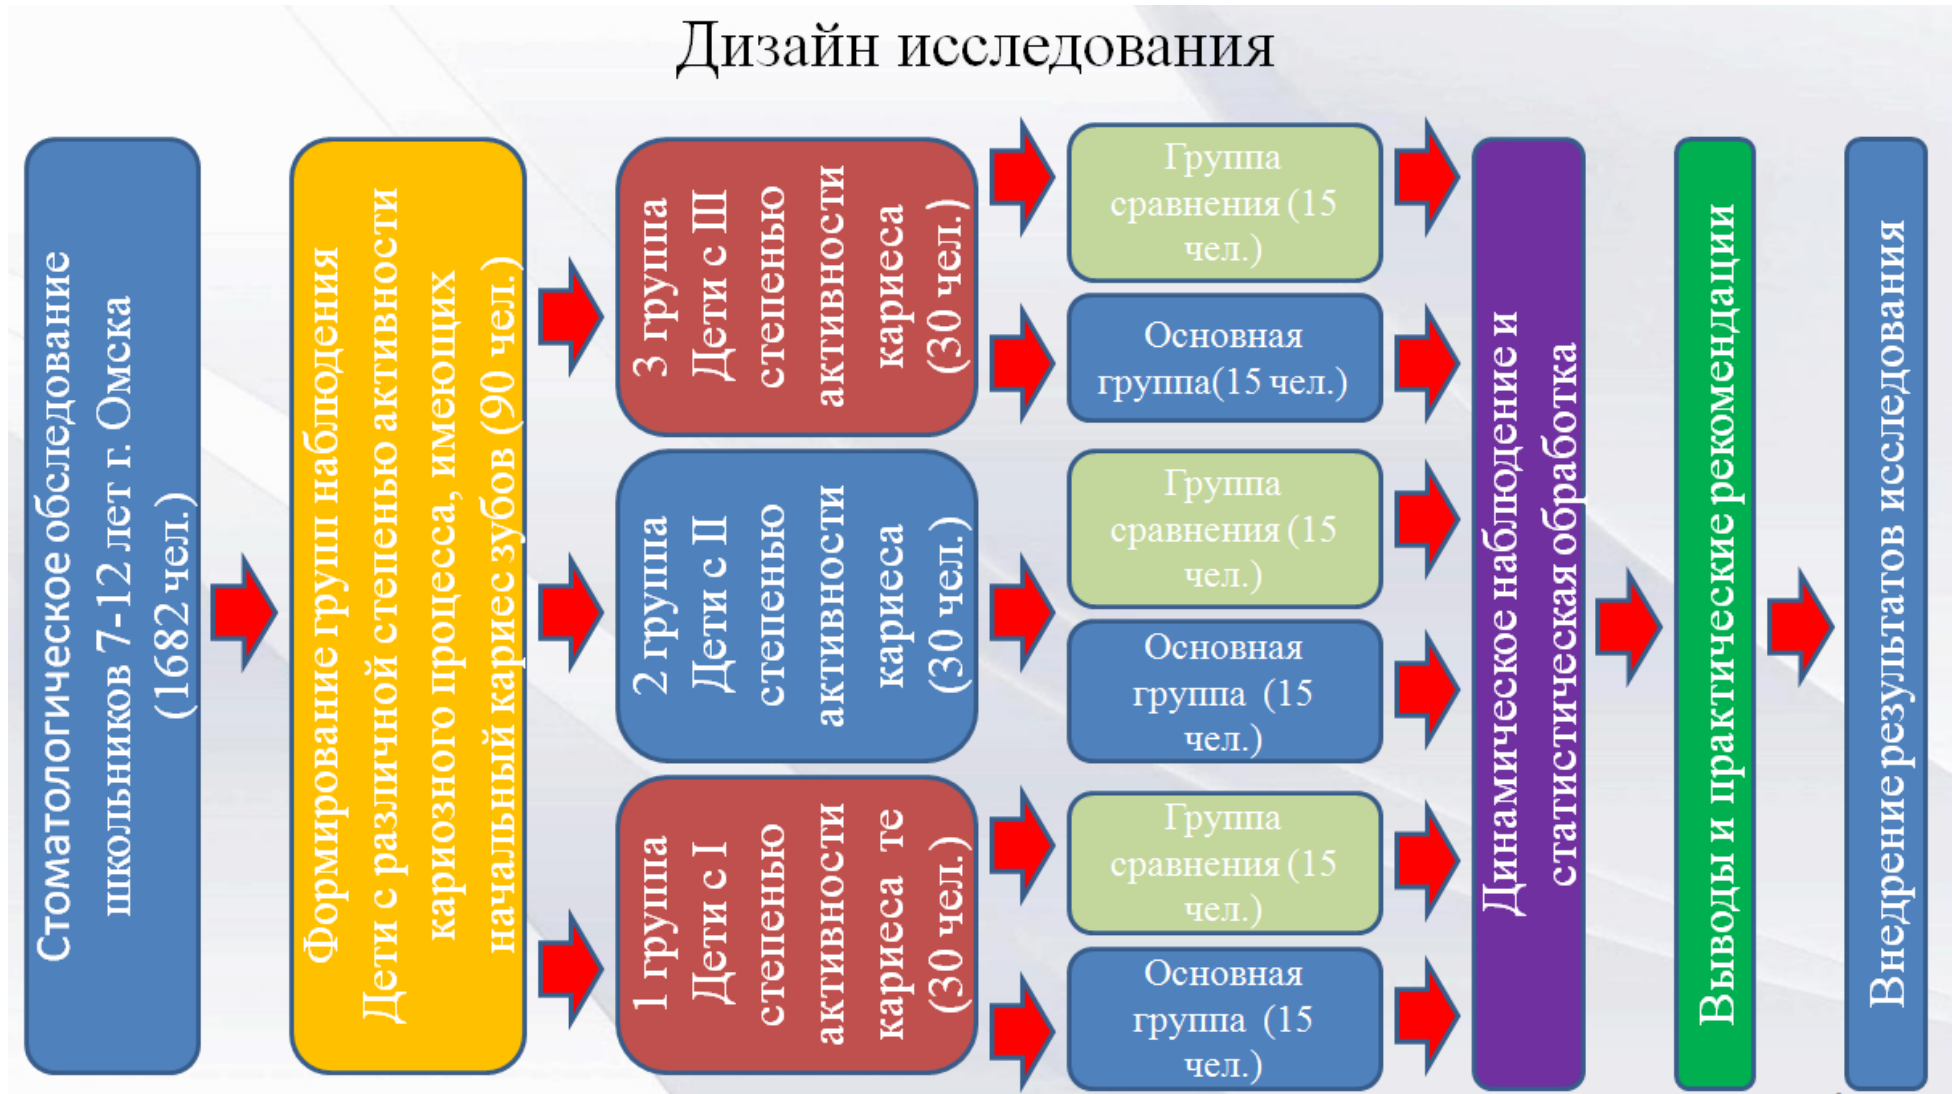 Дизайн исследования
Стоматологическое обследование
школьников 7-12 лет г. Омска
(1682 чел.)
Формирование групп наблюдения
Дети с различной степенью активности
кариозного процесса, имеющих
начальный кариес зубов (90 чел.)
3 группа
Дети с III
степенью
активности
кариеса
(30 чел.)
Группа
сравнения (15
чел.)
Основная
группа(15 чел.)
2 группа
Дети с II
степенью
активности
кариеса
(30 чел.)
Группа
сравнения (15
чел.)
Основная
группа (15
чел.)
1 группа
Дети с I
степенью
активности
кариеса те
(30 чел.)
Группа
сравнения (15
чел.)
Основная
группа (15
чел.)
Динамическое наблюдение и
статистическая обработка
Выводы и практические рекомендации
Внедрение результатов исследования